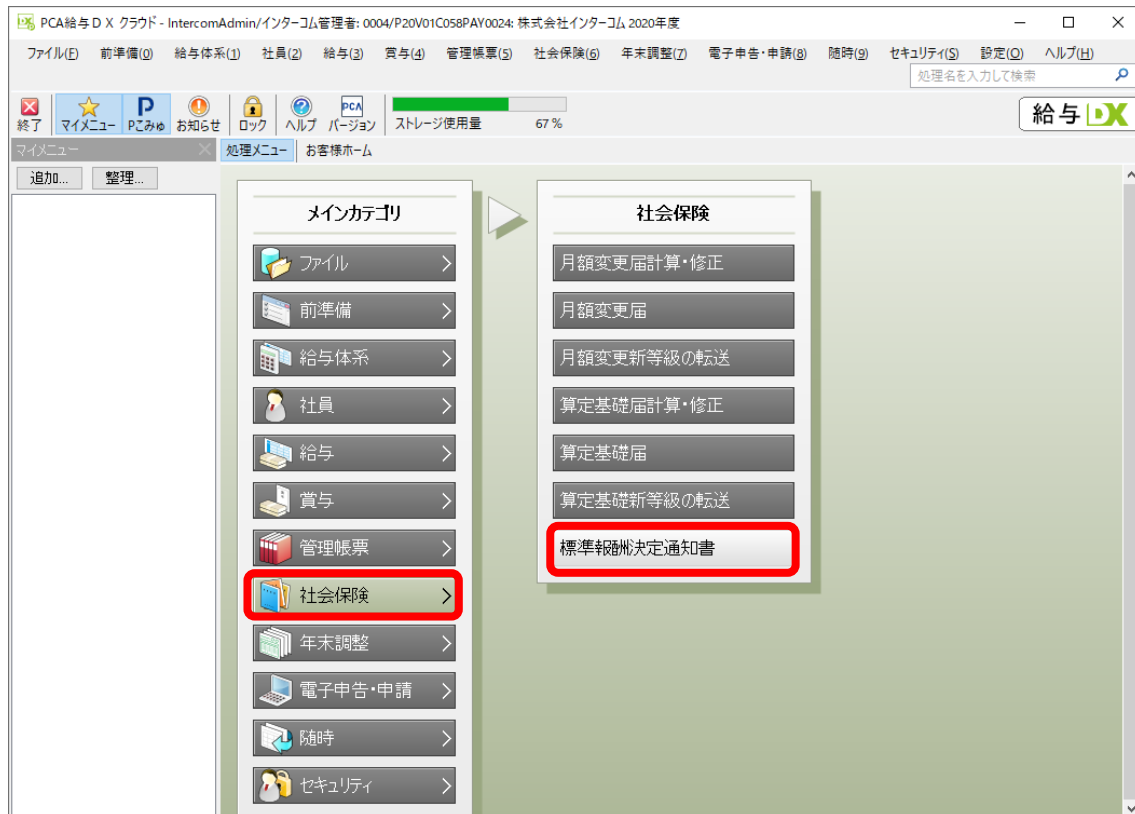 PCA給与ＤＸ クラウド - IntercomAdmin/インターコム管理者: 0004/P20V01C058PAY0024: 株式会社インターコム 2020年度
ファイル(F) 前準備(0) 給与体系(1) 社員(2) 給与(3) 賞与(4) 管理帳票(5) 社会保険(6) 年末調整(7) 電子申告・申請(8) 随時(9) セキュリティ(S) 設定(O) ヘルプ(H)
処理名を入力して検索
終了 マイメニュー Pこみゅ お知らせ ロック ヘルプ バージョン ストレージ使用量 67 %
PCA
給与DX
マイメニュー
処理メニュー お客様ホーム
追加... 整理...
メインカテゴリ
ファイル
前準備
給与体系
社員
給与
賞与
管理帳票
社会保険
年末調整
電子申告・申請
随時
セキュリティ
社会保険
月額変更届計算・修正
月額変更届
月額変更新等級の転送
算定基礎届計算・修正
算定基礎届
算定基礎新等級の転送
標準報酬決定通知書